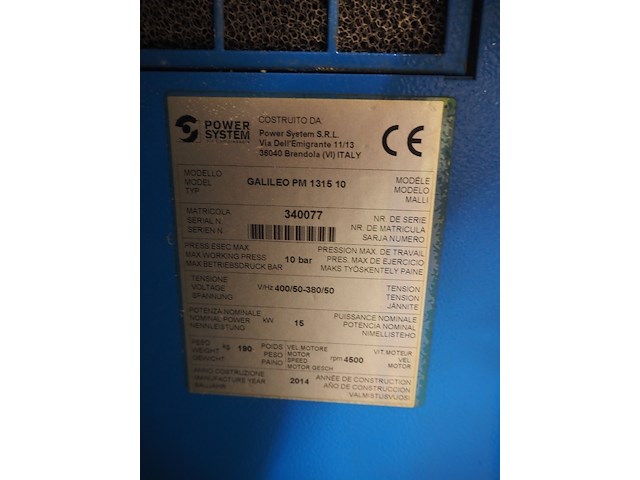 POWER SYSTEM
COSTRUITO DA:
Power System S.R.L.
Via Dell'Emigrante 11/13
36040 Brendola (VI) ITALY
CE
MODELLO MODEL TYP
GALILEO PM 1315 10
MODÈLE MODELO MALLI
MATRICOLA SERIAL N. SERIEN N.
340077
NR. DE SERIE NR. DE MATRICULA SARJA NUMERO
PRESS.ESEC.MAX MAX WORKING PRESS MAX BETRIEBSDRUCK BAR
10 bar
PRESSION MAX. DE TRAVAIL PRES. MAX DE EJERCICIO MAKS TYÖSKENTELY PAINE
TENSIONE VOLTAGE SPANNUNG
V/Hz 400/50-380/50
TENSION TENSION JÄNNITE
POTENZA NOMINALE NOMINAL POWER NENNLEISTUNG
kW 15
PUISSANCE NOMINALE POTENCIA NOMINAL NIMELLISTEHO
PESO WEIGHT GEWICHT
kg 190
POIDS PESO PAINO
VEL.MOTORE MOTOR SPEED MOTOR GESCH
rpm 4500
VIT.MOTEUR VEL. MOTOR
ANNO COSTRUZIONE MANUFACTURE YEAR BAUJAHR
2014
ANNÉE DE CONSTRUCTION AÑO DE CONSTRUCCION VALMISTUSVUOSI